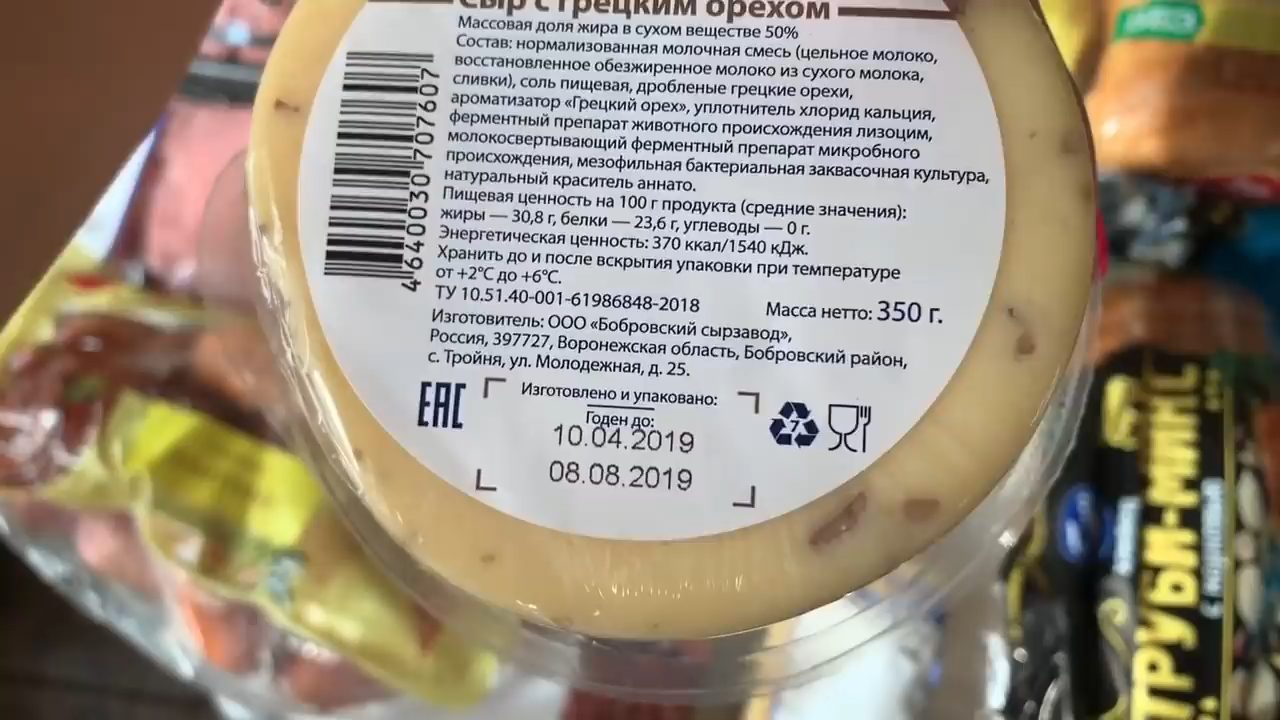 Сыр с грецким орехом
Массовая доля жира в сухом веществе 50%
Состав: нормализованная молочная смесь (цельное молоко,
восстановленное обезжиренное молоко из сухого молока,
сливки), соль пищевая, дробленые грецкие орехи,
ароматизатор «Грецкий орех», уплотнитель хлорид кальция,
ферментный препарат животного происхождения лизоцим,
молокосвертывающий ферментный препарат микробного
происхождения, мезофильная бактериальная заквасочная культура,
натуральный краситель аннато.
Пищевая ценность на 100 г продукта (средние значения):
жиры — 30,8 г, белки — 23,6 г, углеводы — 0 г.
Энергетическая ценность: 370 ккал/1540 кДж.
Хранить до и после вскрытия упаковки при температуре
от +2°С до +6°С.
ТУ 10.51.40-001-61986848-2018
Масса нетто: 350 г.
Изготовитель: ООО «Бобровский сырзавод»,
Россия, 397727, Воронежская область, Бобровский район,
с. Тройня, ул. Молодежная, д. 25.
EAC
Изготовлено и упаковано:
Годен до:
10.04.2019
08.08.2019
7
4640030707607